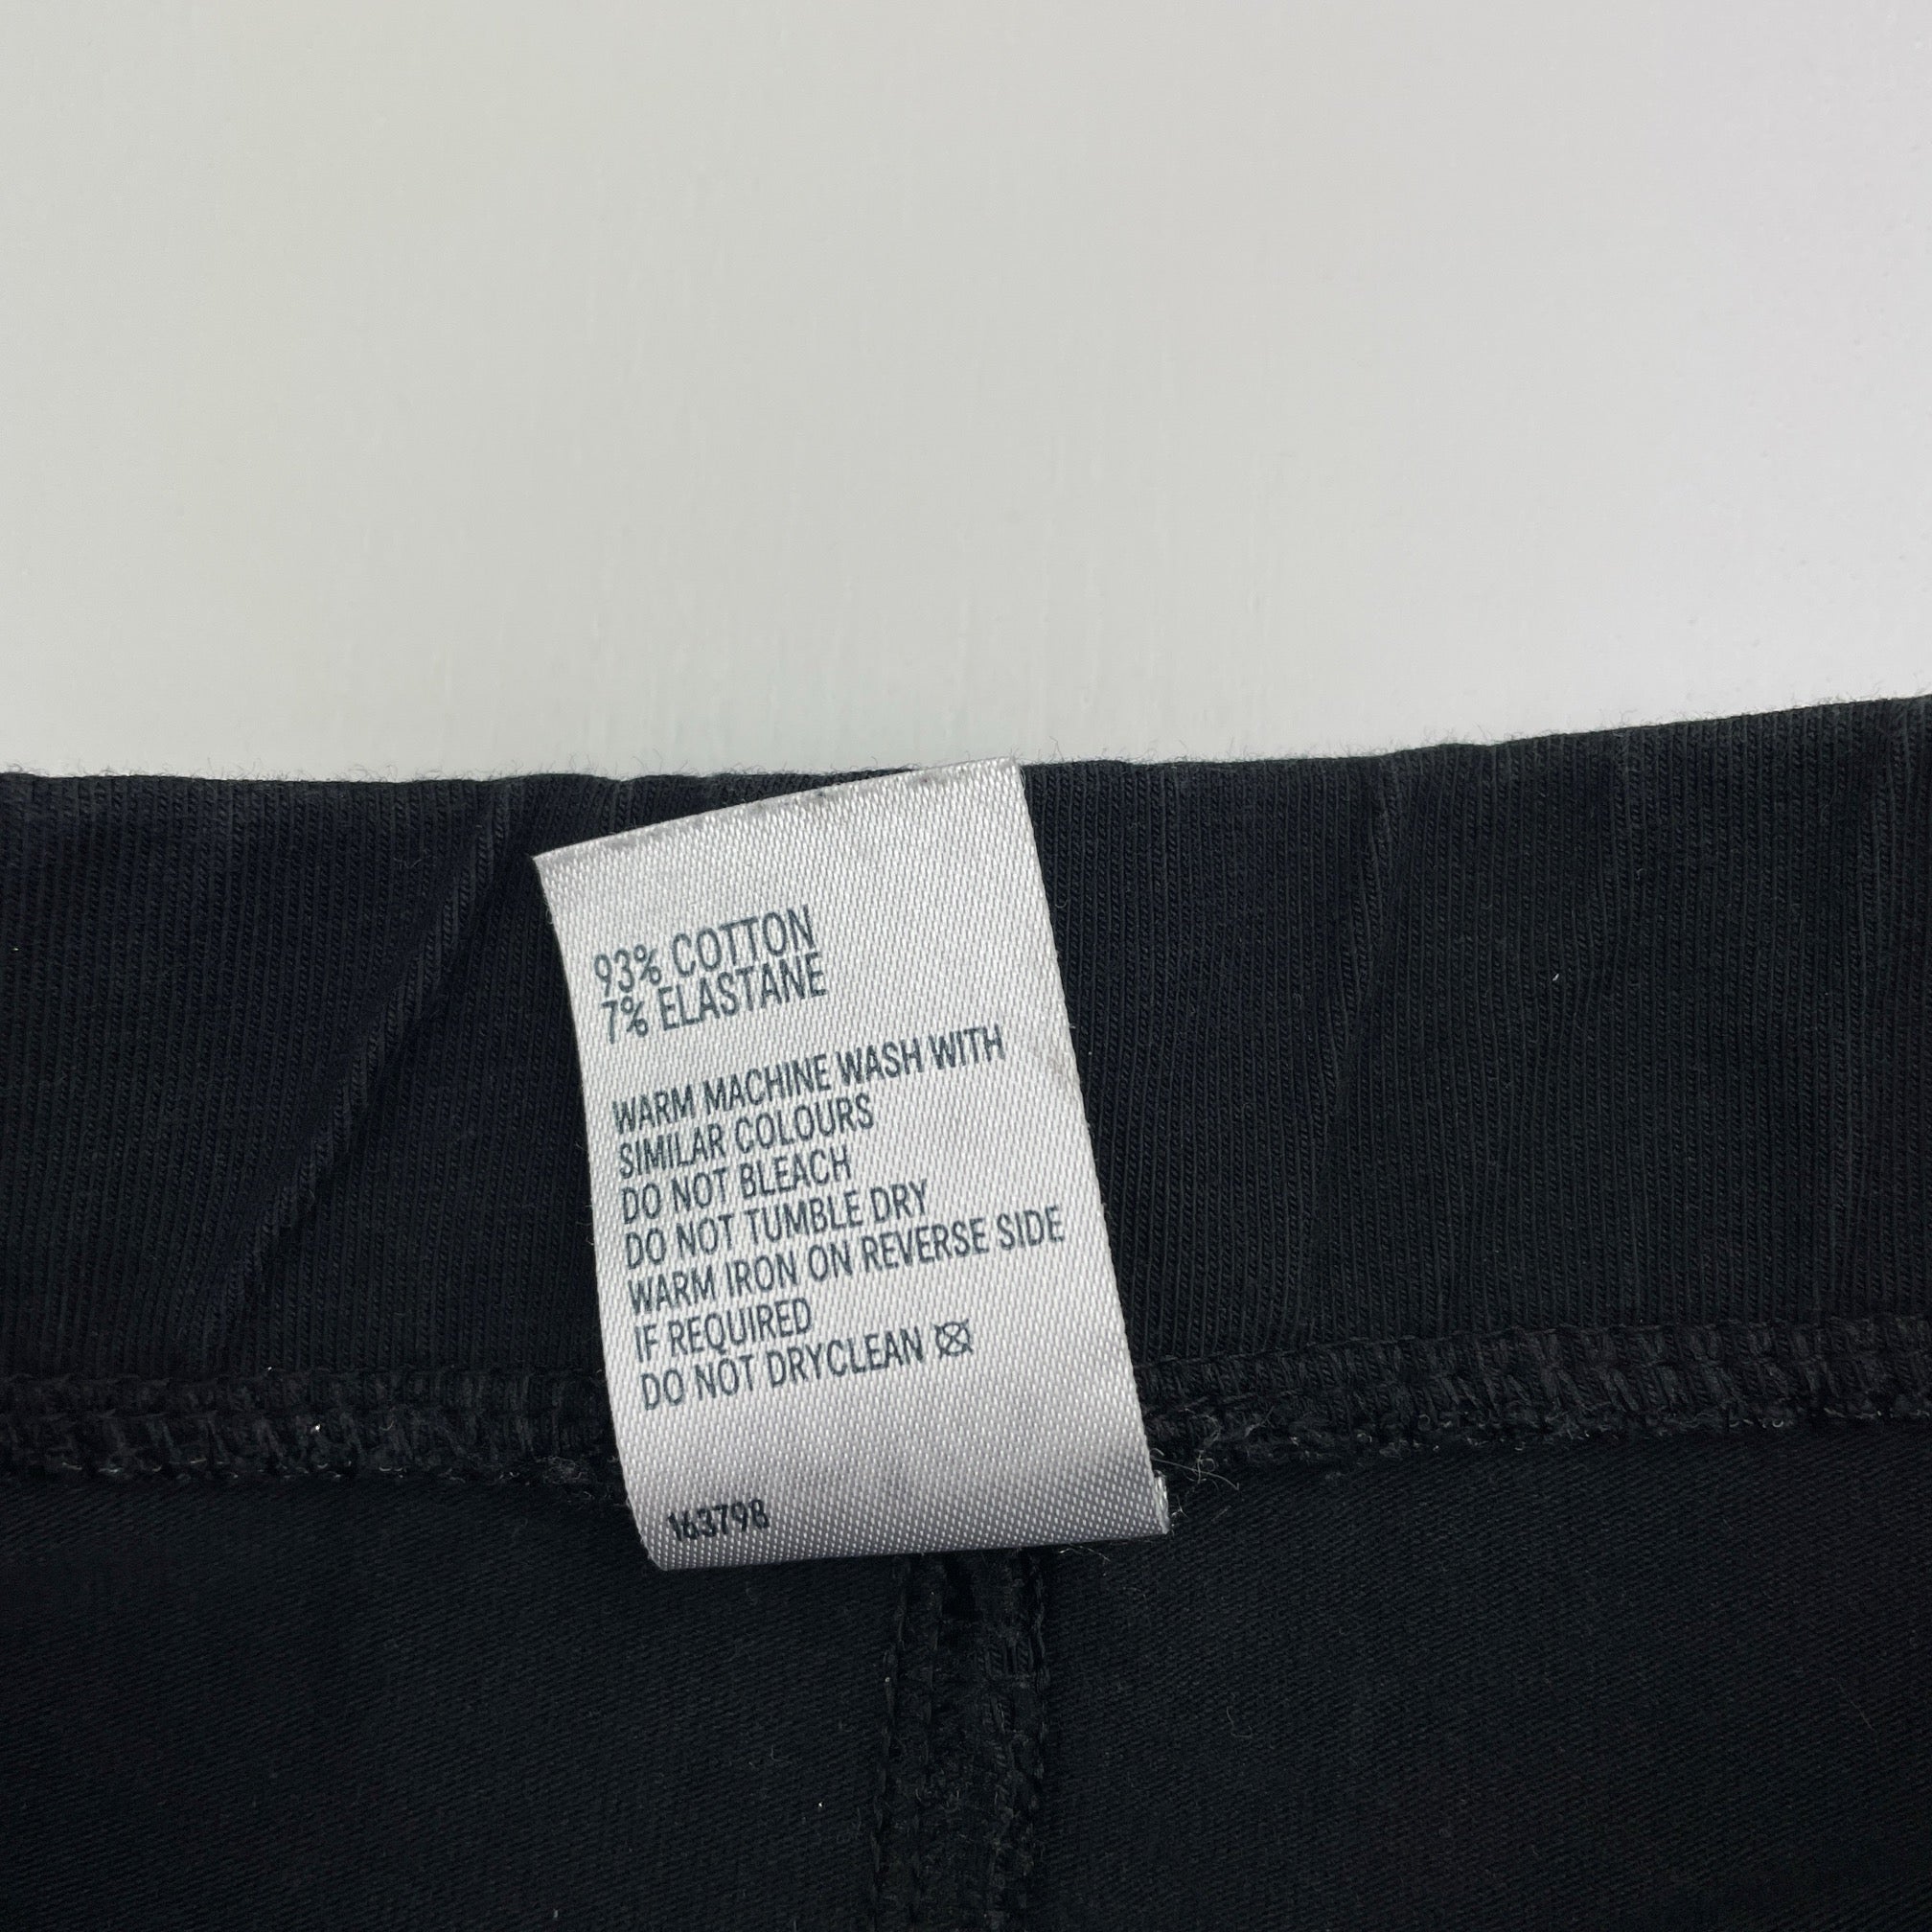 93% COTTON
7% ELASTANE
WARM MACHINE WASH WITH
SIMILAR COLOURS
DO NOT BLEACH
DO NOT TUMBLE DRY
WARM IRON ON REVERSE SIDE
IF REQUIRED
DO NOT DRYCLEAN
163798